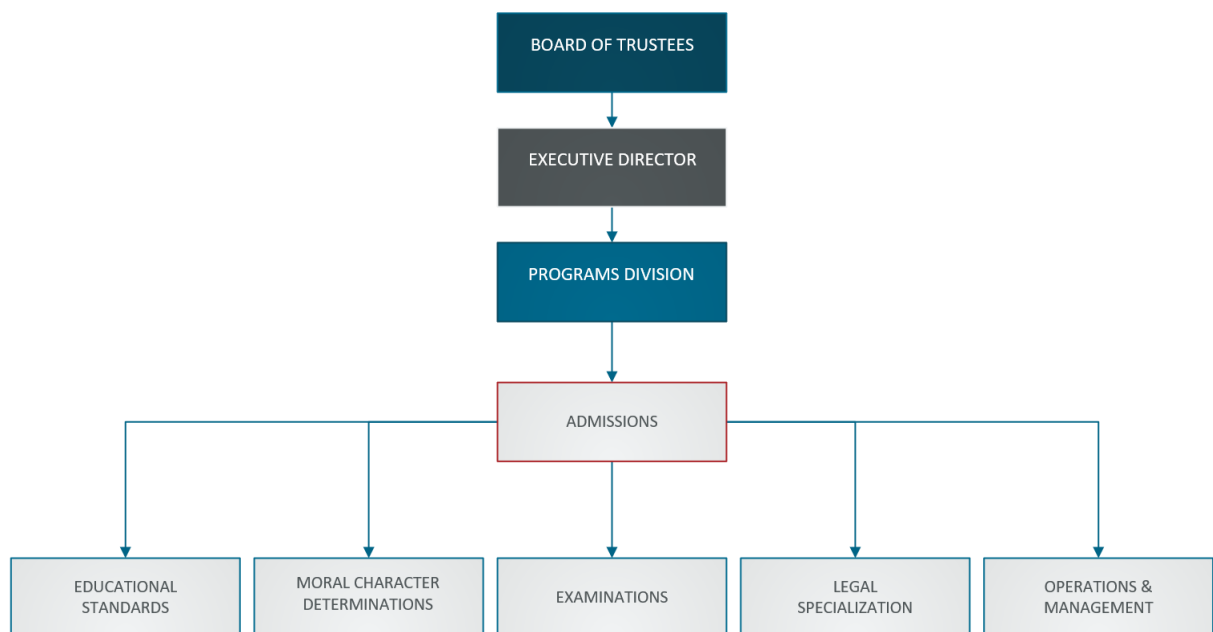 BOARD OF TRUSTEES
EXECUTIVE DIRECTOR
PROGRAMS DIVISION
ADMISSIONS
EDUCATIONAL
STANDARDS
MORAL CHARACTER
DETERMINATIONS
EXAMINATIONS
LEGAL
SPECIALIZATION
OPERATIONS &
MANAGEMENT